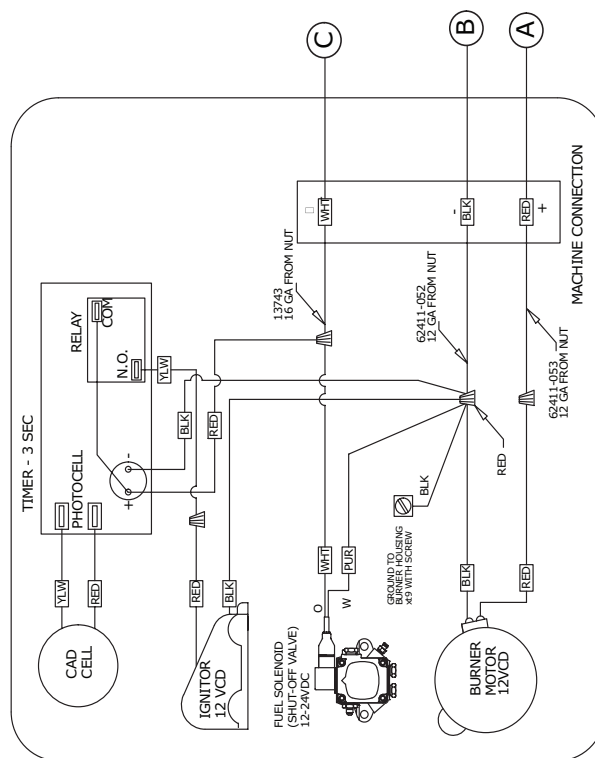 C
B
A
WHT
-
BLK
RED
+
MACHINE CONNECTION
13743
16 GA FROM NUT
62411-052
12 GA FROM NUT
62411-053
12 GA FROM NUT
TIMER - 3 SEC
RELAY
COM
N.O.
YLW
PHOTOCELL
+
-
BLK
RED
RED
YLW
RED
CAD
CELL
RED
BLK
IGNITOR
12 VCD
WHT
PUR
O
W
FUEL SOLENOID
(SHUT-OFF VALVE)
12-24VDC
BLK
GROUND TO
BURNER HOUSING
WITH SCREW
BLK
RED
BURNER
MOTOR
12VCD